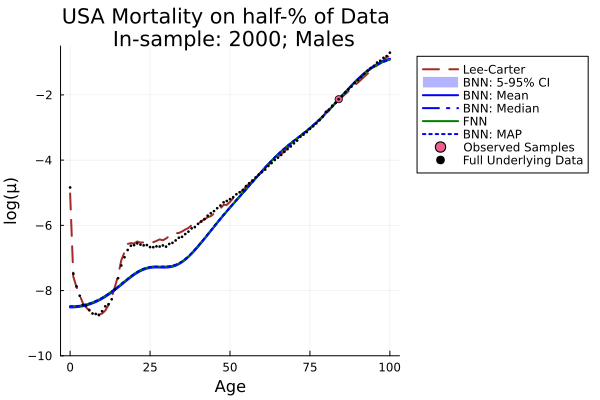 USA Mortality on half-% of Data
In-sample: 2000; Males
log(μ)
−2
−4
−6
−8
−10
0
25
50
75
100
Age
Lee-Carter
BNN: 5-95% CI
BNN: Mean
BNN: Median
FNN
BNN: MAP
Observed Samples
Full Underlying Data